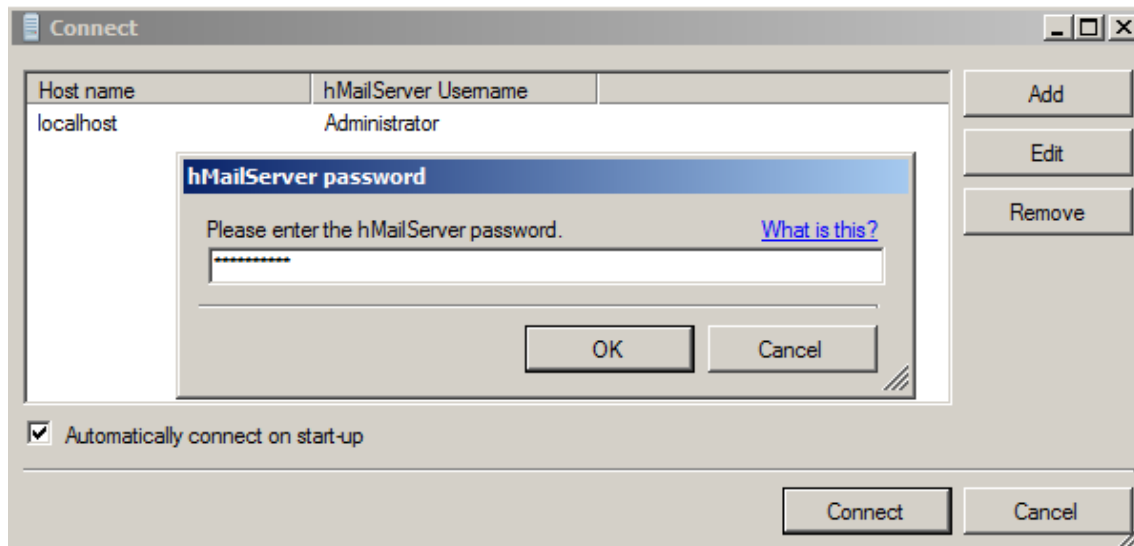 Connect
Host name hMailServer Username
Add
localhost Administrator
Edit
hMailServer password
Remove
Please enter the hMailServer password. What is this?
**********
OK Cancel
Automatically connect on start-up
Connect Cancel